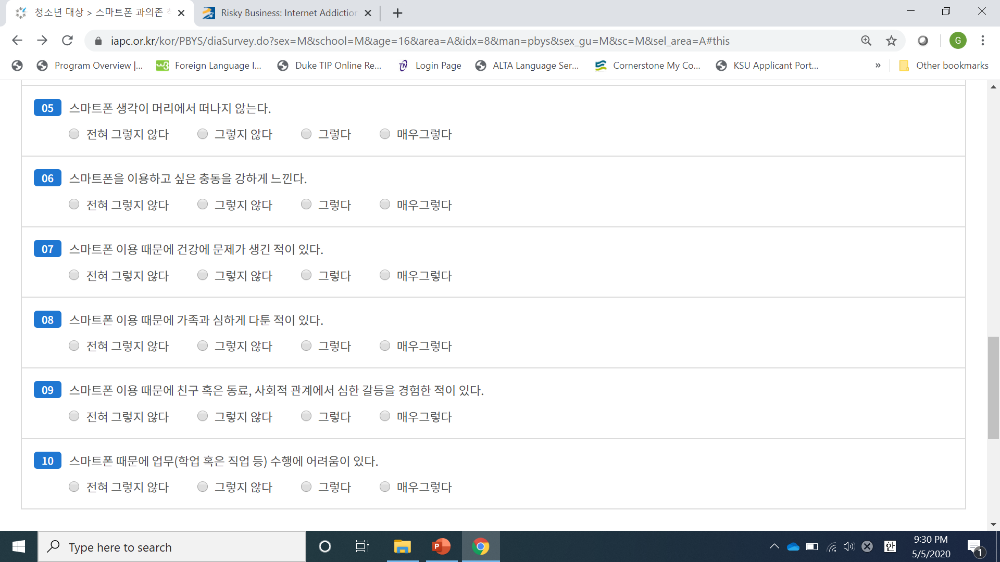 청소년 대상 > 스마트폰 과의존
Risky Business: Internet Addiction
iapc.or.kr/kor/PBYS/diaSurvey.do?sex=M&school=M&age=16&area=A&idx=8&man=pbys&sex_gu=M&sc=M&sel_area=A#this
G
Program Overview |... Foreign Language I... Duke TIP Online Re... Login Page ALTA Language Ser... Cornerstone My Co... KSU Applicant Port... » Other bookmarks
05 스마트폰 생각이 머리에서 떠나지 않는다.
전혀 그렇지 않다 그렇지 않다 그렇다 매우그렇다
06 스마트폰을 이용하고 싶은 충동을 강하게 느낀다.
전혀 그렇지 않다 그렇지 않다 그렇다 매우그렇다
07 스마트폰 이용 때문에 건강에 문제가 생긴 적이 있다.
전혀 그렇지 않다 그렇지 않다 그렇다 매우그렇다
08 스마트폰 이용 때문에 가족과 심하게 다툰 적이 있다.
전혀 그렇지 않다 그렇지 않다 그렇다 매우그렇다
09 스마트폰 이용 때문에 친구 혹은 동료, 사회적 관계에서 심한 갈등을 경험한 적이 있다.
전혀 그렇지 않다 그렇지 않다 그렇다 매우그렇다
10 스마트폰 때문에 업무(학업 혹은 직업 등) 수행에 어려움이 있다.
전혀 그렇지 않다 그렇지 않다 그렇다 매우그렇다
Type here to search
한
9:30 PM
5/5/2020
1